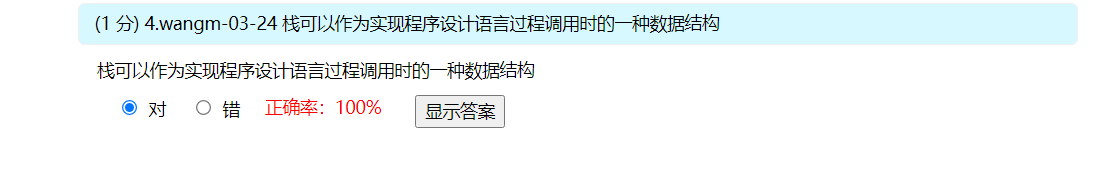 (1 分) 4.wangm-03-24 栈可以作为实现程序设计语言过程调用时的一种数据结构
栈可以作为实现程序设计语言过程调用时的一种数据结构
对 错 正确率：100% 显示答案